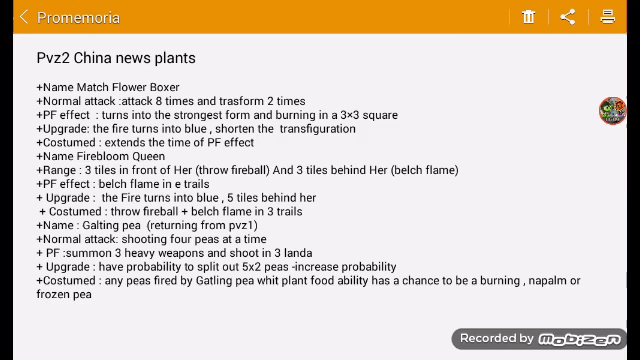 Promemoria
Pvz2 China news plants
+Name Match Flower Boxer
+Normal attack :attack 8 times and trasform 2 times
+PF effect : turns into the strongest form and burning in a 3×3 square
+Upgrade: the fire turns into blue , shorten the transfiguration
+Costumed : extends the time of PF effect
+Name Firebloom Queen
+Range : 3 tiles in front of Her (throw fireball) And 3 tiles behind Her (belch flame)
+PF effect : belch flame in e trails
+ Upgrade : the Fire turns into blue , 5 tiles behind her
+ Costumed : throw fireball + belch flame in 3 trails
+Name : Galting pea (returning from pvz1)
+Normal attack: shooting four peas at a time
+ PF :summon 3 heavy weapons and shoot in 3 landa
+ Upgrade : have probability to split out 5x2 peas -increase probability
+Costumed : any peas fired by Gatling pea whit plant food ability has a chance to be a burning , napalm or
frozen pea
Recorded by mobizen